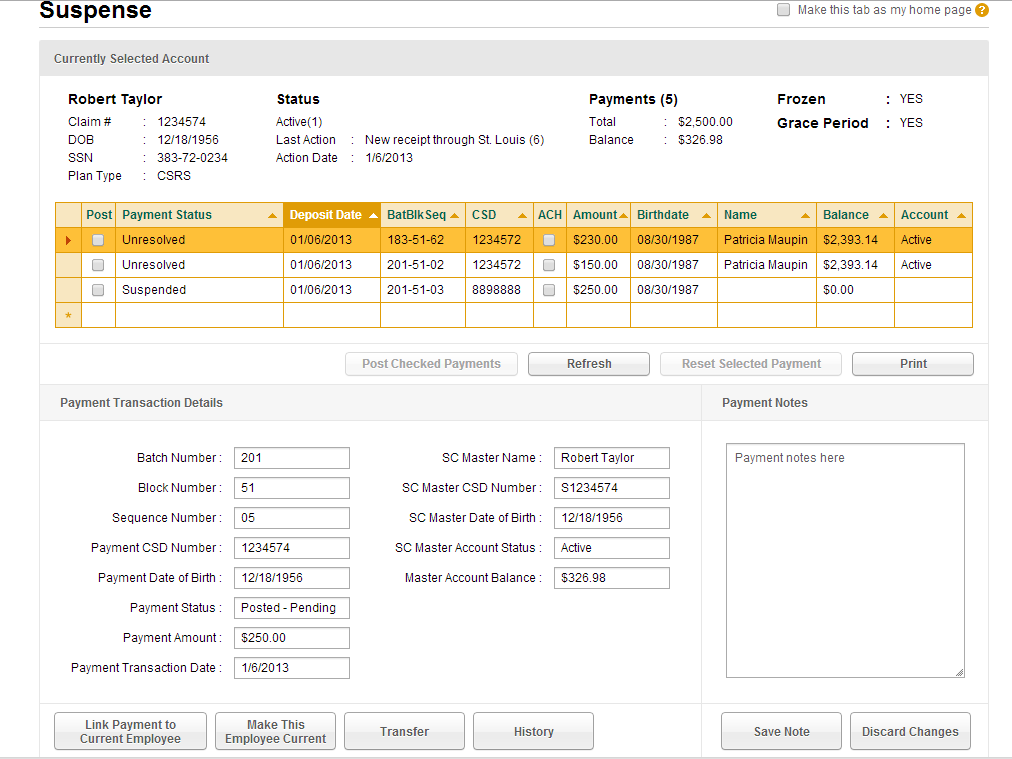 Suspense
Make this tab as my home page ?
Currently Selected Account
Robert Taylor
Claim # : 1234574
DOB : 12/18/1956
SSN : 383-72-0234
Plan Type : CSRS
Status
Active(1)
Last Action : New receipt through St. Louis (6)
Action Date : 1/6/2013
Payments (5)
Total : $2,500.00
Balance : $326.98
Frozen : YES
Grace Period : YES
Post Payment Status Deposit Date BatBlkSeq CSD ACH Amount Birthdate Name Balance Account
Unresolved 01/06/2013 183-51-62 1234572 $230.00 08/30/1987 Patricia Maupin $2,393.14 Active
Unresolved 01/06/2013 201-51-02 1234572 $150.00 08/30/1987 Patricia Maupin $2,393.14 Active
Suspended 01/06/2013 201-51-03 8898888 $250.00 08/30/1987 $0.00
*
Post Checked Payments Refresh Reset Selected Payment Print
Payment Transaction Details
Batch Number : 201
Block Number : 51
Sequence Number : 05
Payment CSD Number : 1234574
Payment Date of Birth : 12/18/1956
Payment Status : Posted - Pending
Payment Amount : $250.00
Payment Transaction Date : 1/6/2013
SC Master Name : Robert Taylor
SC Master CSD Number : S1234574
SC Master Date of Birth : 12/18/1956
SC Master Account Status : Active
Master Account Balance : $326.98
Payment Notes
Payment notes here
Link Payment to
Current Employee
Make This
Employee Current
Transfer
History
Save Note
Discard Changes